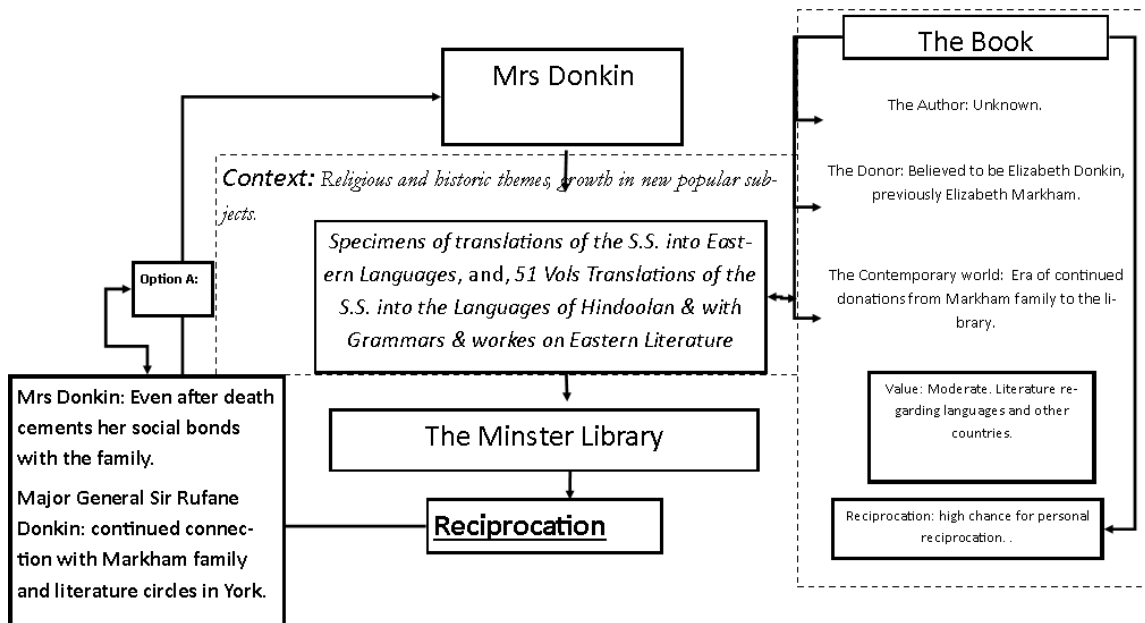 Mrs Donkin
Context: Religious and historic themes, growth in new popular sub-
jects.
Specimens of translations of the S.S. into East-
ern Languages, and, 51 Vols Translations of the
S.S. into the Languages of Hindoolan & with
Grammars & workes on Eastern Literature
The Minster Library
Reciprocation
Option A:
Mrs Donkin: Even after death
cements her social bonds
with the family.
Major General Sir Rufane
Donkin: continued connec-
tion with Markham family
and literature circles in York.
The Book
The Author: Unknown.
The Donor: Believed to be Elizabeth Donkin,
previously Elizabeth Markham.
The Contemporary world: Era of continued
donations from Markham family to the li-
brary.
Value: Moderate. Literature re-
garding languages and other
countries.
Reciprocation: high chance for personal
reciprocation. .